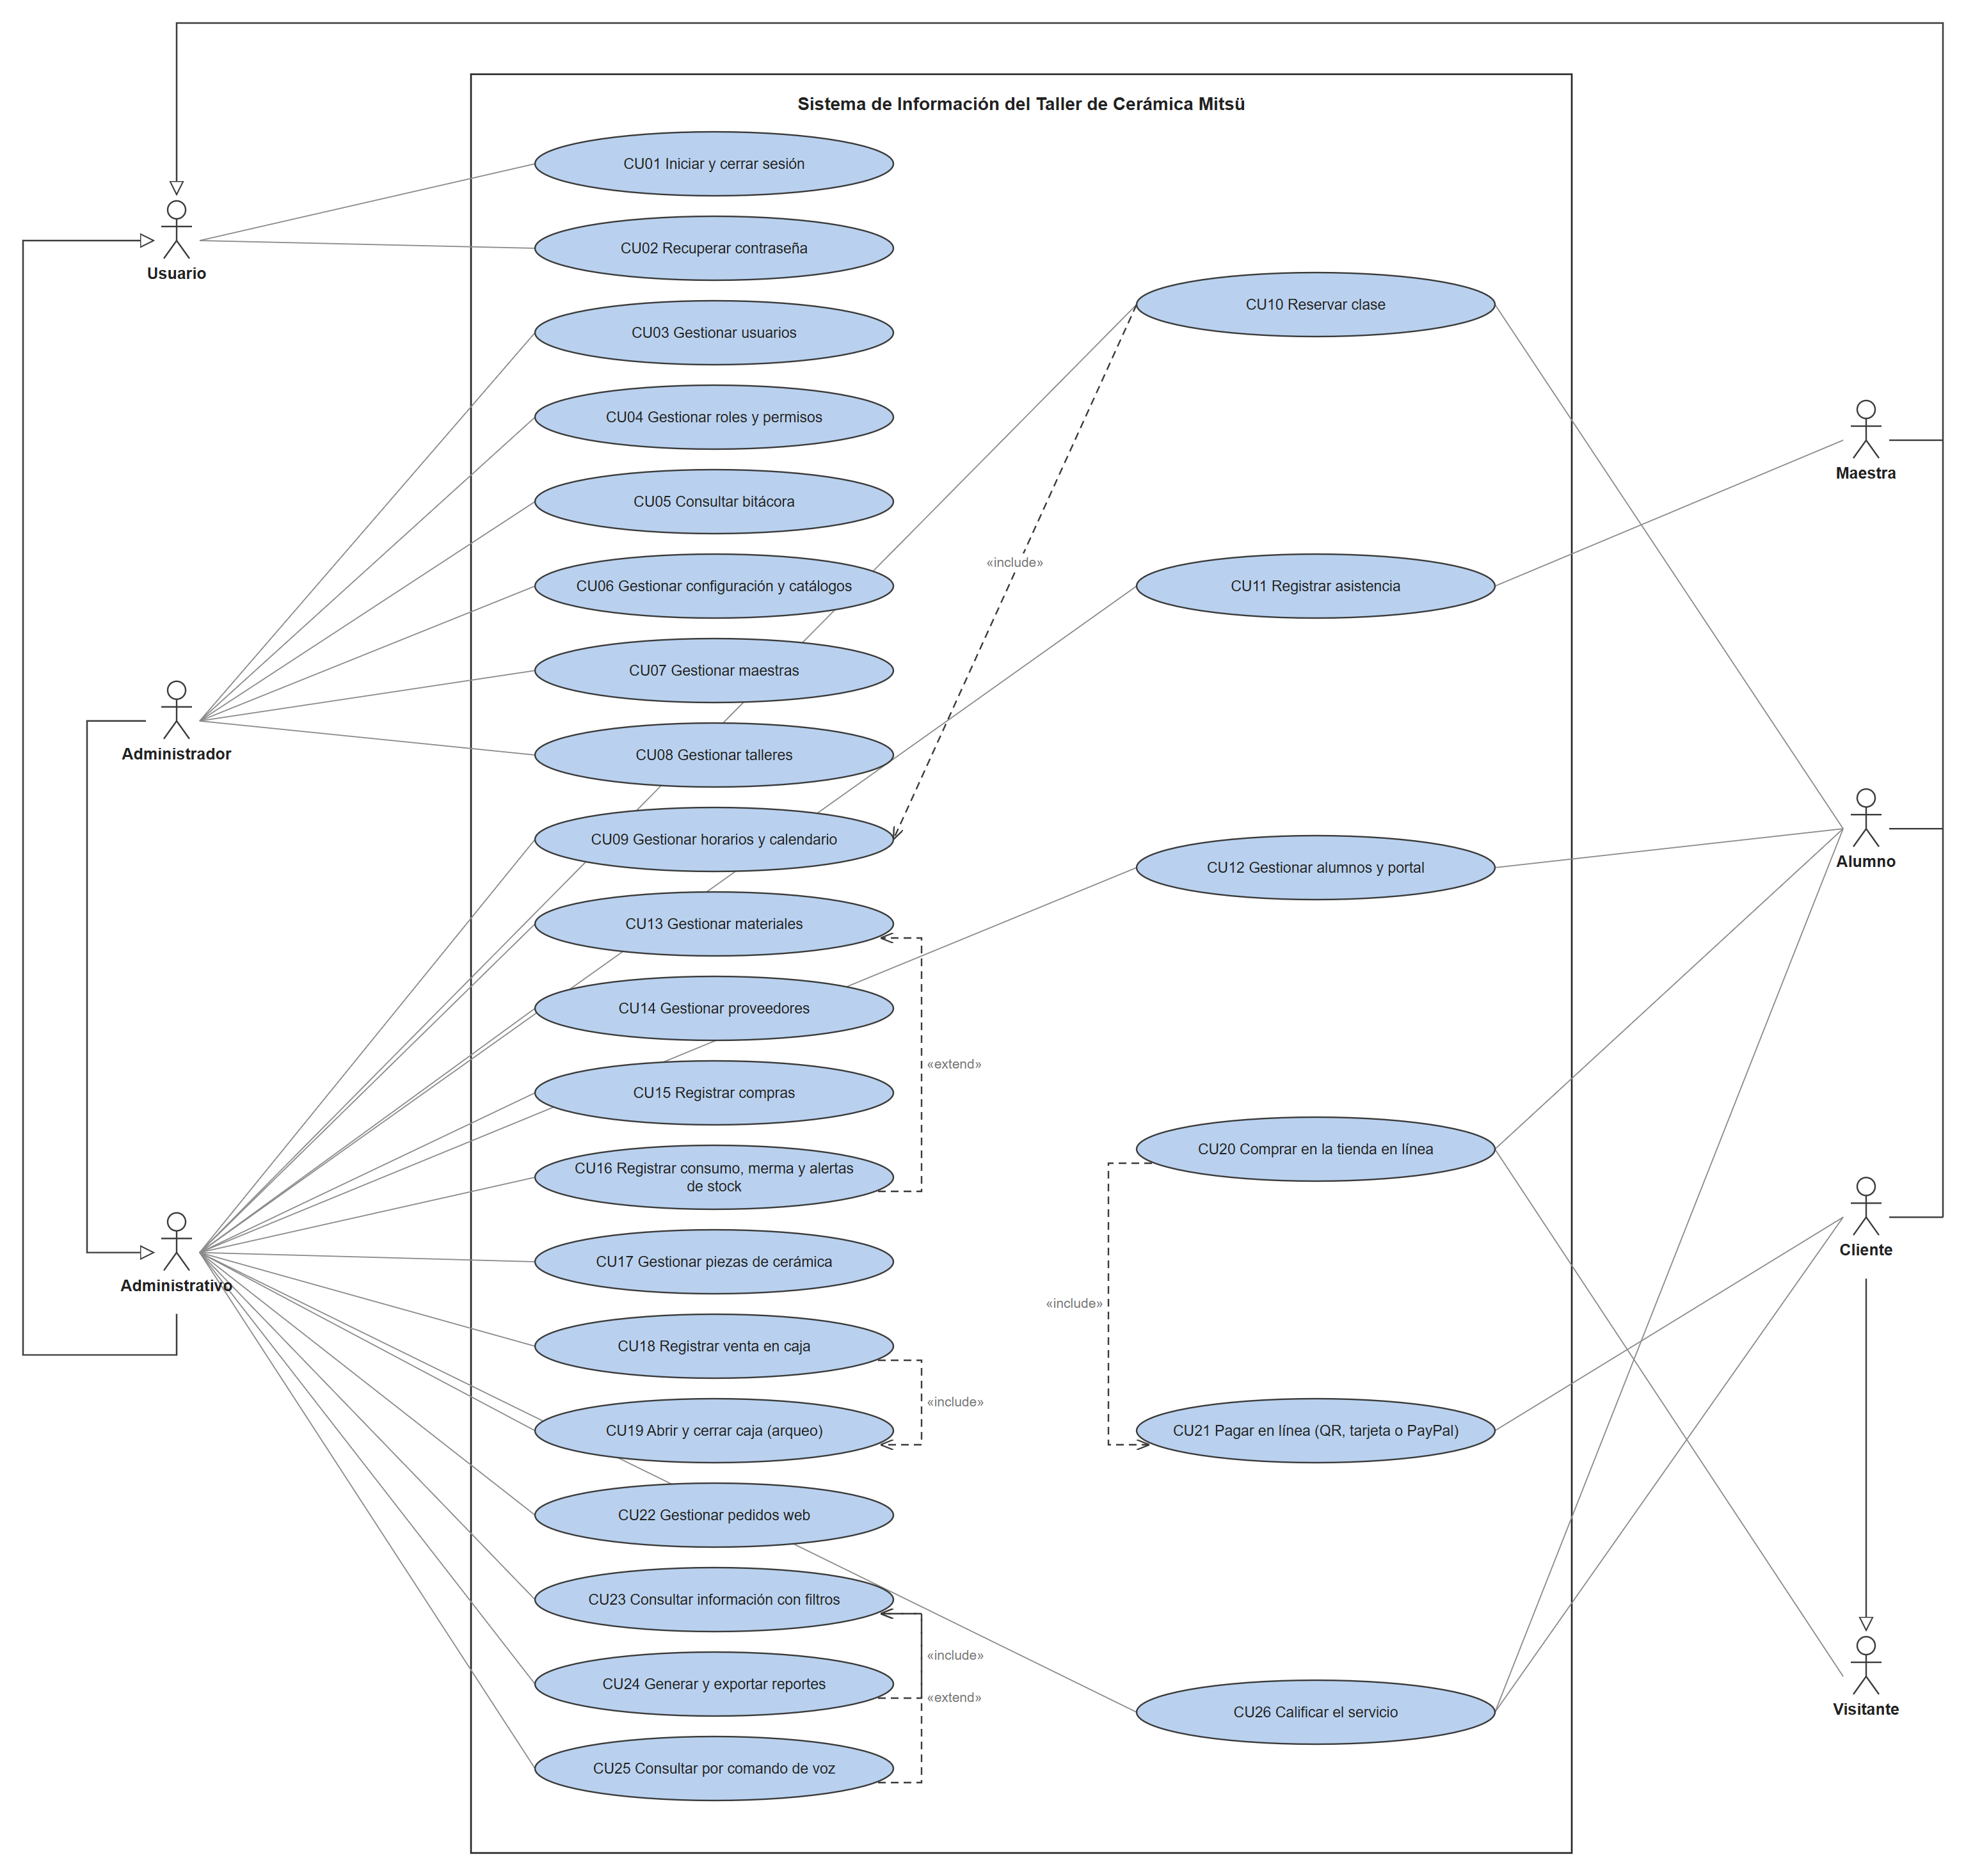 Sistema de Información del Taller de Cerámica Mitsü
CU01 Iniciar y cerrar sesión
CU02 Recuperar contraseña
Usuario
CU10 Reservar clase
CU03 Gestionar usuarios
CU04 Gestionar roles y permisos
Maestra
CU05 Consultar bitácora
«include»
CU06 Gestionar configuración y catálogos
CU11 Registrar asistencia
CU07 Gestionar maestras
Administrador
CU08 Gestionar talleres
CU09 Gestionar horarios y calendario
Alumno
CU12 Gestionar alumnos y portal
CU13 Gestionar materiales
CU14 Gestionar proveedores
«extend»
CU15 Registrar compras
CU20 Comprar en la tienda en línea
CU16 Registrar consumo, merma y alertas
de stock
Cliente
CU17 Gestionar piezas de cerámica
Administrativo
«include»
CU18 Registrar venta en caja
«include»
CU19 Abrir y cerrar caja (arqueo)
CU21 Pagar en línea (QR, tarjeta o PayPal)
CU22 Gestionar pedidos web
CU23 Consultar información con filtros
«include»
CU24 Generar y exportar reportes
«extend»
Visitante
CU26 Calificar el servicio
CU25 Consultar por comando de voz